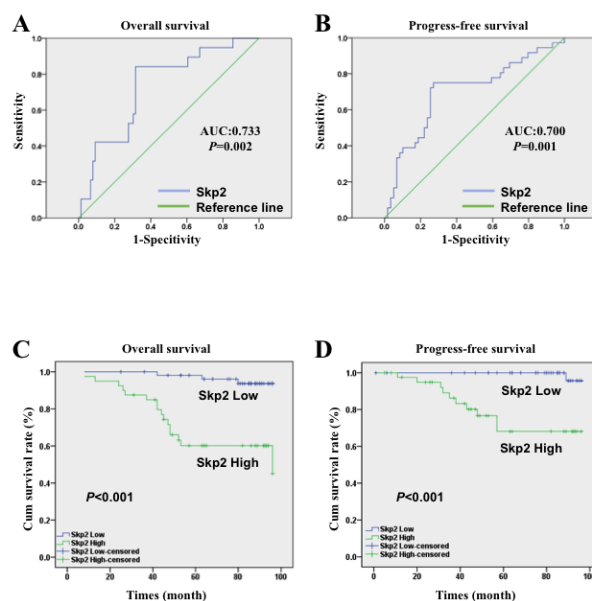 A
Overall survival
Sensitivity
1.0
0.8
0.6
0.4
0.2
0.0
AUC:0.733
P=0.002
Skp2
Reference line
0.0 0.2 0.4 0.6 0.8 1.0
1-Specitivity
B
Progress-free survival
Sensitivity
1.0
0.8
0.6
0.4
0.2
0.0
AUC:0.700
P=0.001
Skp2
Reference line
0.0 0.2 0.4 0.6 0.8 1.0
1-Specitivity
C
Overall survival
Cum survival rate (%)
1.0
0.8
0.6
0.4
0.2
0.0
Skp2 Low
Skp2 High
P<0.001
Skp2 Low
Skp2 High
Skp2 Low-censored
Skp2 High-censored
0 20 40 60 80 100
Times (month)
D
Progress-free survival
Cum survival rate (%)
1.0
0.8
0.6
0.4
0.2
0.0
Skp2 Low
Skp2 High
P<0.001
Skp2 Low
Skp2 High
Skp2 Low-censored
Skp2 High-censored
0 20 40 60 80 100
Times (month)